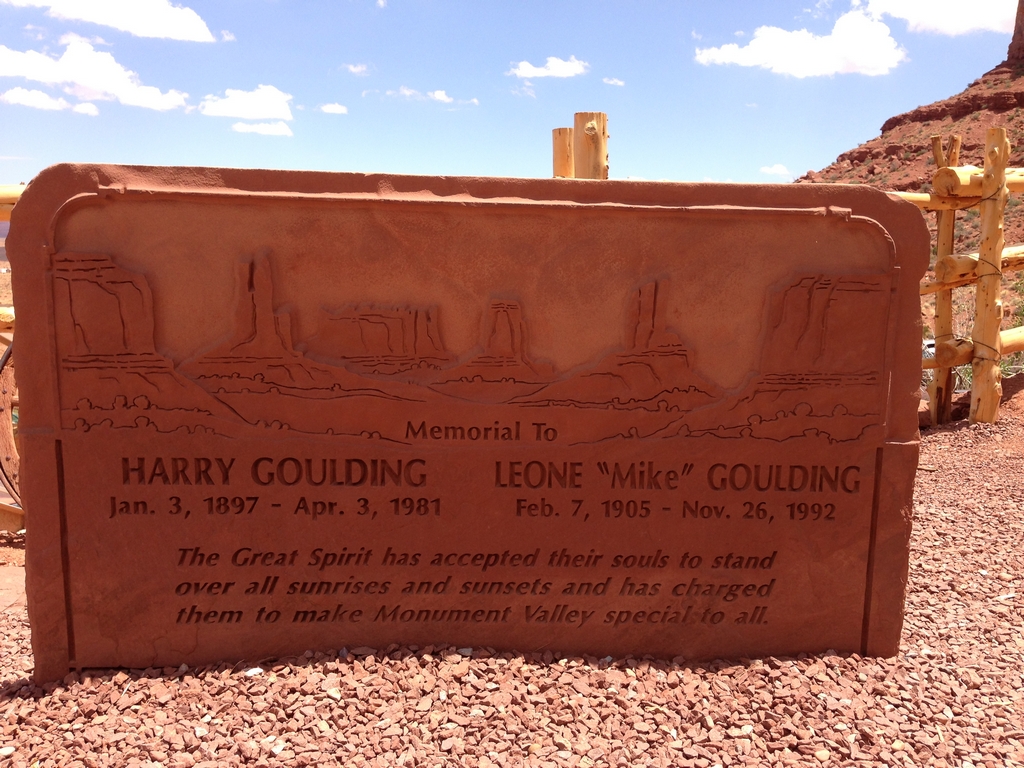 Memorial To
HARRY GOULDING
Jan. 3, 1897 - Apr. 3, 1981
LEONE "Mike" GOULDING
Feb. 7, 1905 - Nov. 26, 1992
The Great Spirit has accepted their souls to stand
over all sunrises and sunsets and has charged
them to make Monument Valley special to all.